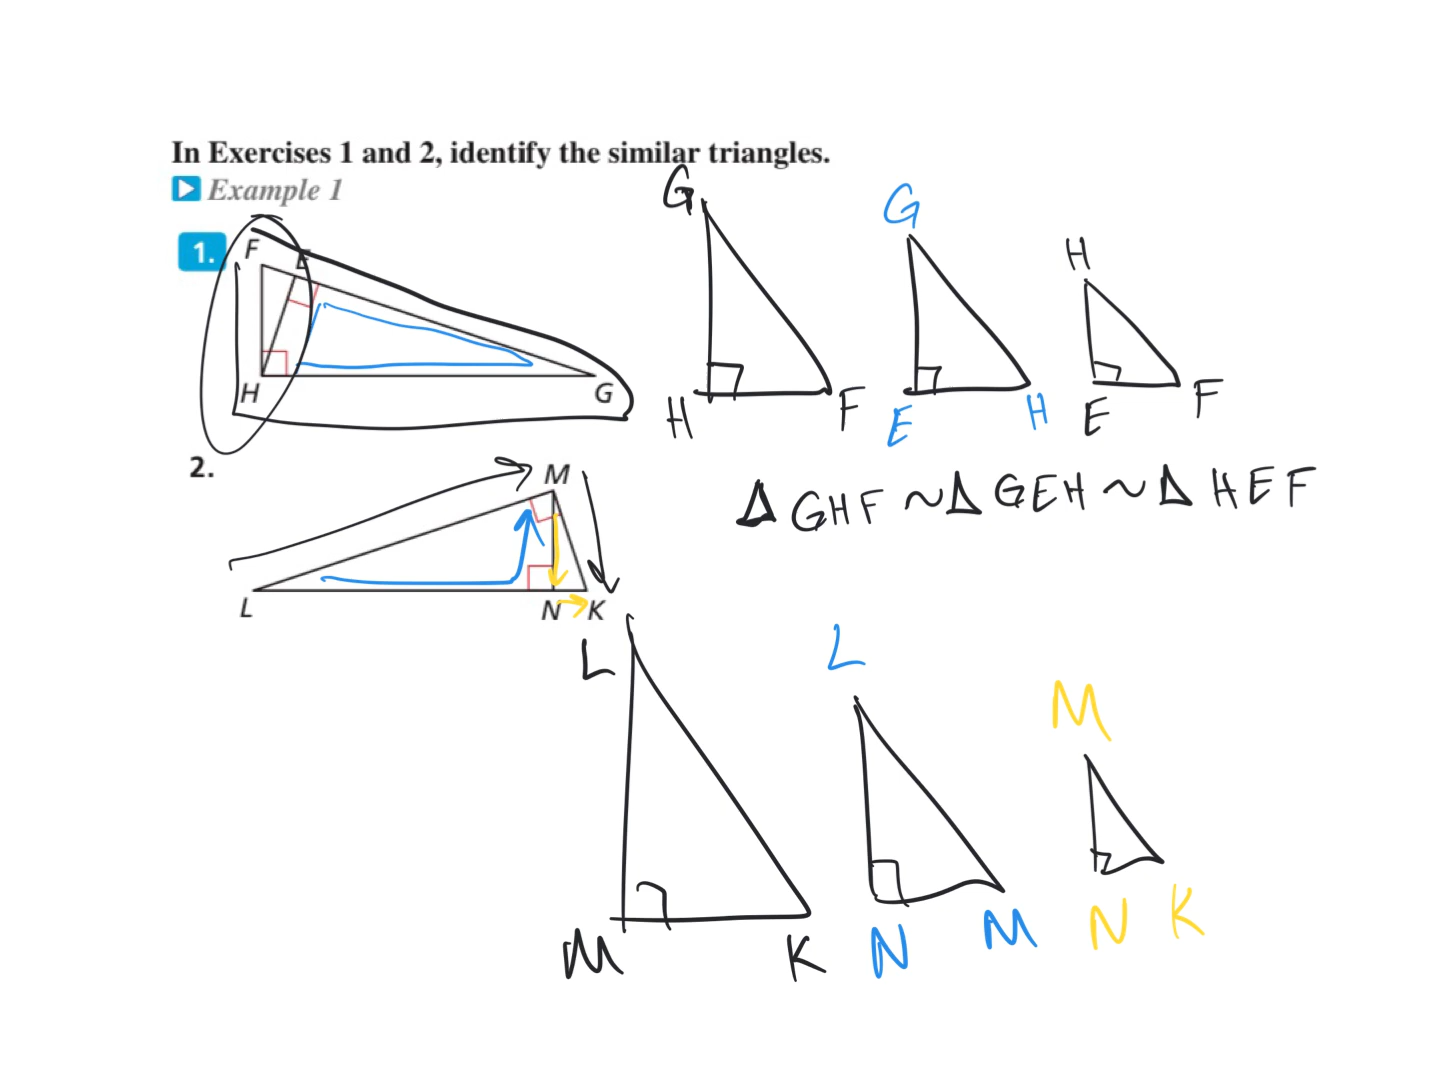 In Exercises 1 and 2, identify the similar triangles.
Example 1
1.
F
E
H
G
G
H
F
G
E
H
H
E
F
Δ GHF ~ Δ GEH ~ Δ HEF
2.
M
L
N
K
L
M
K
L
N
M
M
N
K